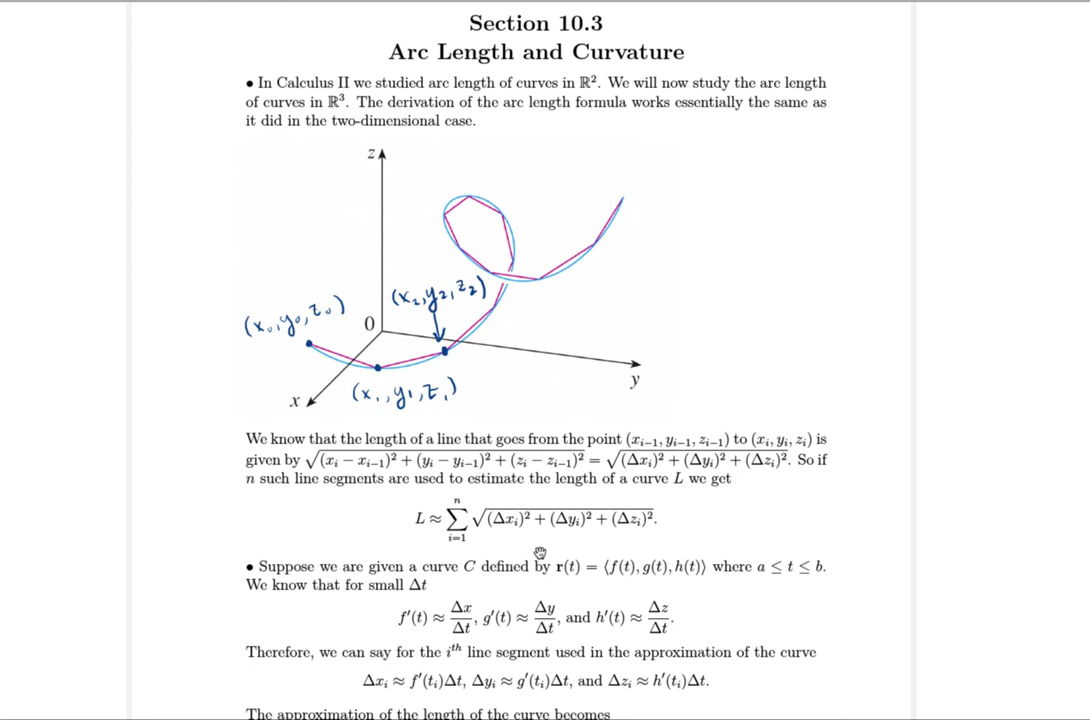 Section 10.3
Arc Length and Curvature
• In Calculus II we studied arc length of curves in ℝ². We will now study the arc length
of curves in ℝ³. The derivation of the arc length formula works essentially the same as
it did in the two-dimensional case.
z
(x₂, y₂, z₂)
(x₀, y₀, z₀)
0
y
x
(x₁, y₁, z₁)
We know that the length of a line that goes from the point (xᵢ₋₁, yᵢ₋₁, zᵢ₋₁) to (xᵢ, yᵢ, zᵢ) is
given by √((xᵢ − xᵢ₋₁)² + (yᵢ − yᵢ₋₁)² + (zᵢ − zᵢ₋₁)²) = √((Δxᵢ)² + (Δyᵢ)² + (Δzᵢ)²). So if
n such line segments are used to estimate the length of a curve L we get
L ≈ ∑ᵢ₌₁ⁿ √((Δxᵢ)² + (Δyᵢ)² + (Δzᵢ)²).
• Suppose we are given a curve C defined by r(t) = ⟨f(t), g(t), h(t)⟩ where a ≤ t ≤ b.
We know that for small Δt
f′(t) ≈ Δx/Δt, g′(t) ≈ Δy/Δt, and h′(t) ≈ Δz/Δt.
Therefore, we can say for the iᵗʰ line segment used in the approximation of the curve
Δxᵢ ≈ f′(tᵢ)Δt, Δyᵢ ≈ g′(tᵢ)Δt, and Δzᵢ ≈ h′(tᵢ)Δt.
The approximation of the length of the curve becomes